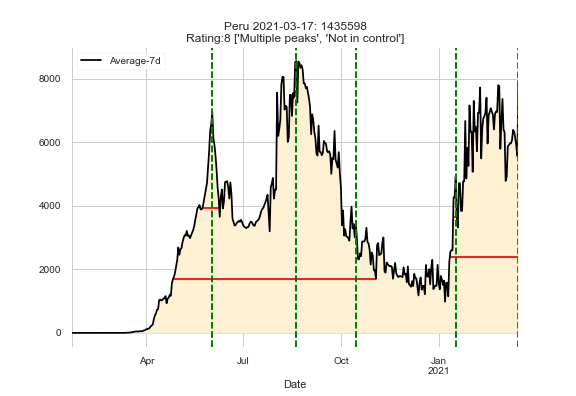 Peru 2021-03-17: 1435598
Rating:8 ['Multiple peaks', 'Not in control']
Average-7d
8000
6000
4000
2000
0
Apr
Jul
Oct
Jan
2021
Date